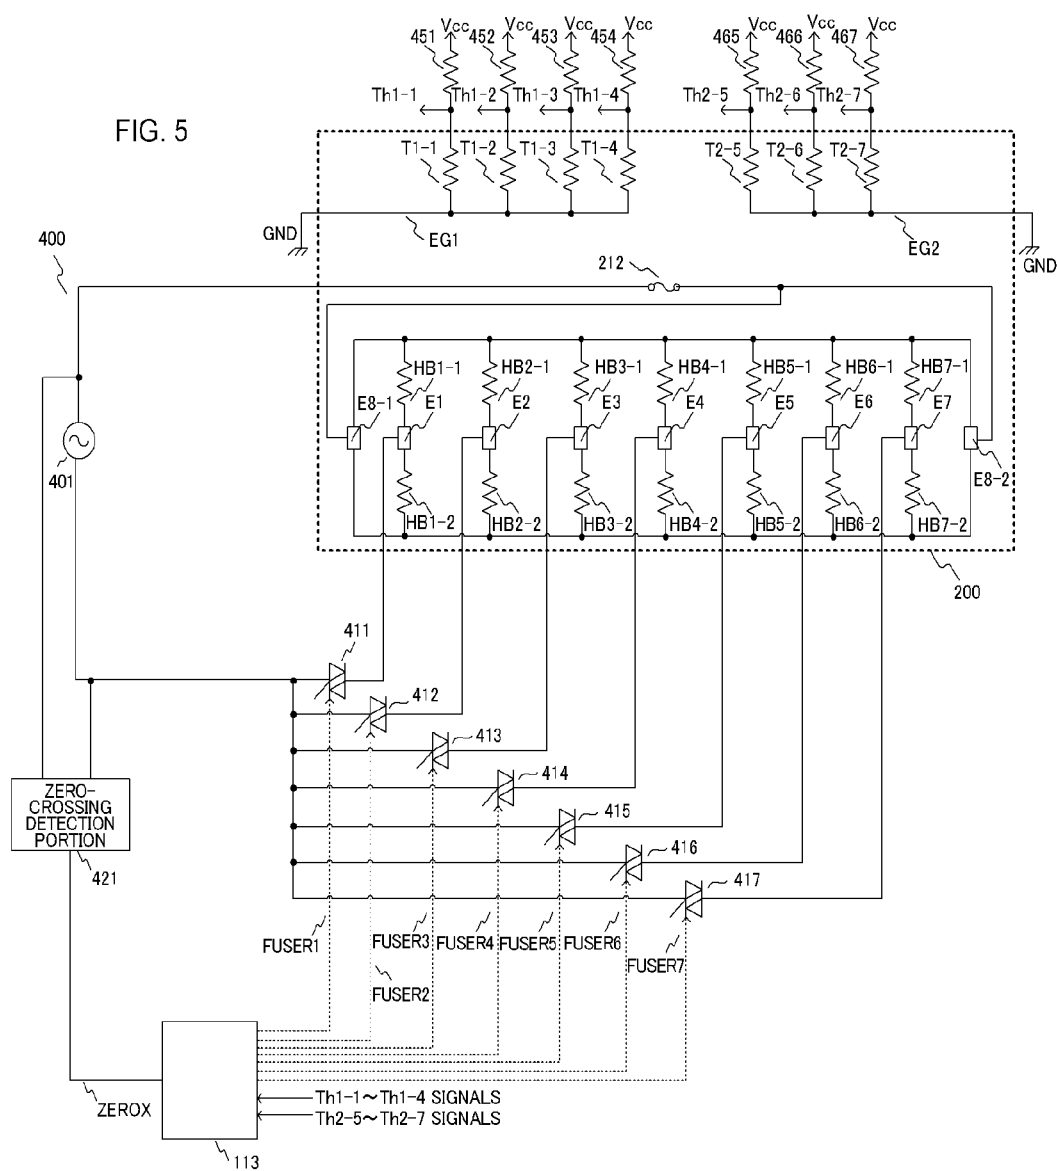 FIG. 5
Vcc Vcc Vcc Vcc Vcc Vcc Vcc
451 452 453 454 465 466 467
Th1-1 Th1-2 Th1-3 Th1-4 Th2-5 Th2-6 Th2-7
T1-1 T1-2 T1-3 T1-4 T2-5 T2-6 T2-7
GND EG1 EG2 GND
400
212
HB1-1 HB2-1 HB3-1 HB4-1 HB5-1 HB6-1 HB7-1
E8-1 E1 E2 E3 E4 E5 E6 E7
401
E8-2
HB1-2 HB2-2 HB3-2 HB4-2 HB5-2 HB6-2 HB7-2
200
411
412
413
414
415
416
417
ZERO-
CROSSING
DETECTION
PORTION
421
FUSER1 FUSER3 FUSER4 FUSER5 FUSER6
FUSER7
FUSER2
ZEROX
Th1-1～Th1-4 SIGNALS
Th2-5～Th2-7 SIGNALS
113